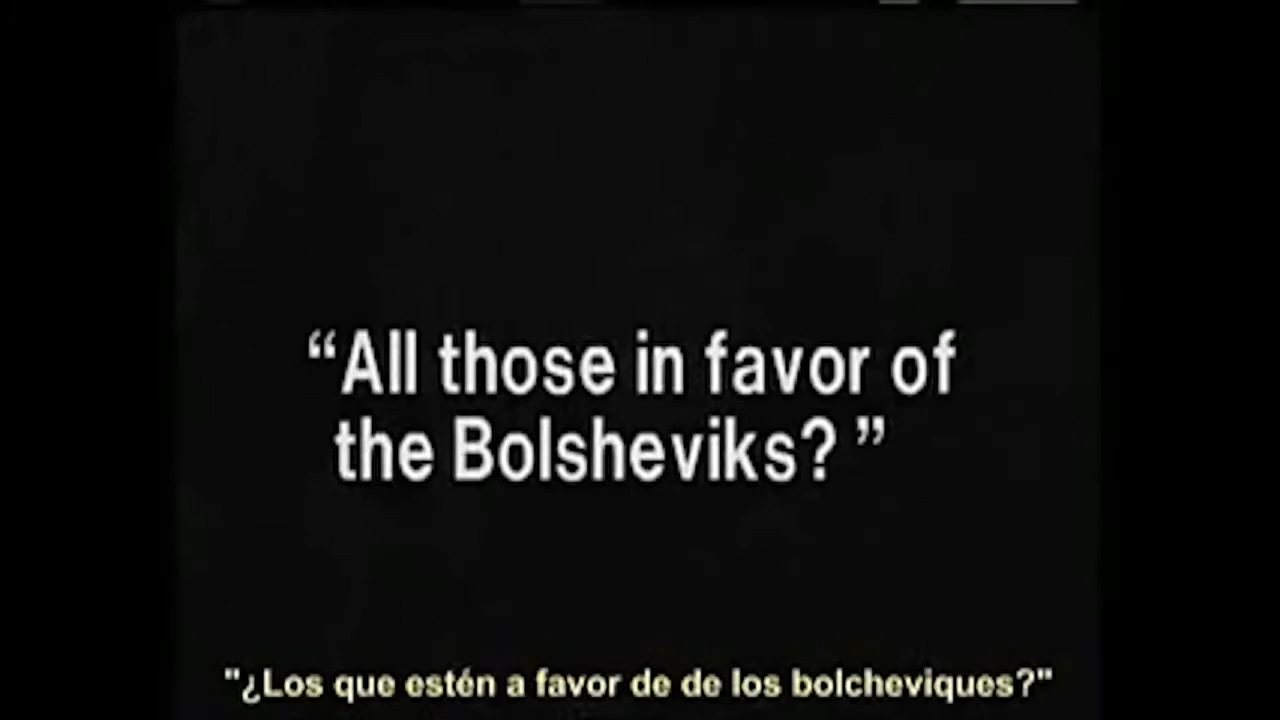 “All those in favor of
the Bolsheviks? ”
"¿Los que estén a favor de de los bolcheviques?"